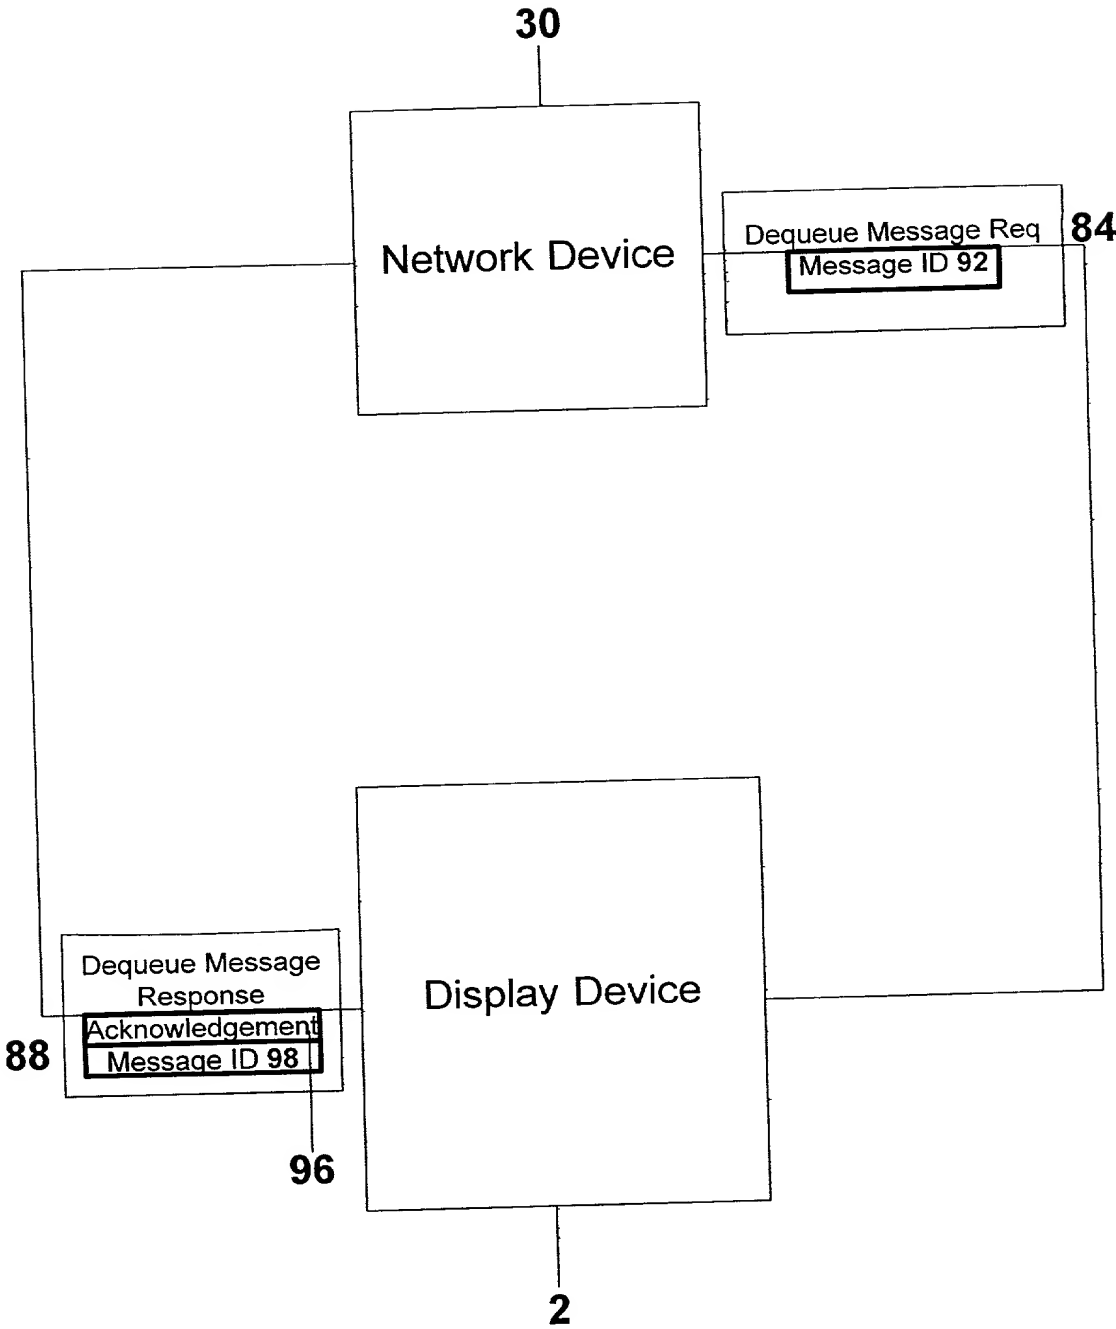 30
Network Device
Dequeue Message Req
84
Message ID 92
Dequeue Message
Response
Acknowledgement
Message ID 98
88
96
Display Device
2